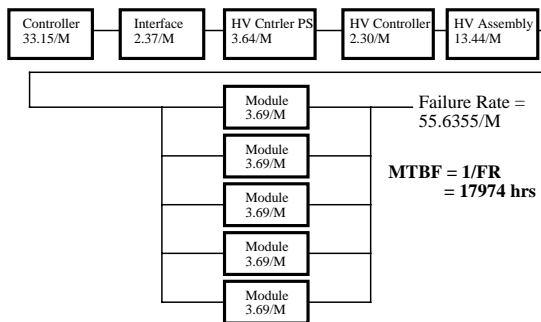 Controller
33.15/M
Interface
2.37/M
HV Cntrler PS
3.64/M
HV Controller
2.30/M
HV Assembly
13.44/M
Module
3.69/M
Module
3.69/M
Module
3.69/M
Module
3.69/M
Module
3.69/M
Failure Rate =
55.6355/M
MTBF = 1/FR
= 17974 hrs